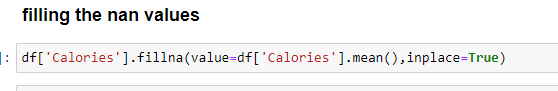 filling the nan values
]: df['Calories'].fillna(value=df['Calories'].mean(),inplace=True)